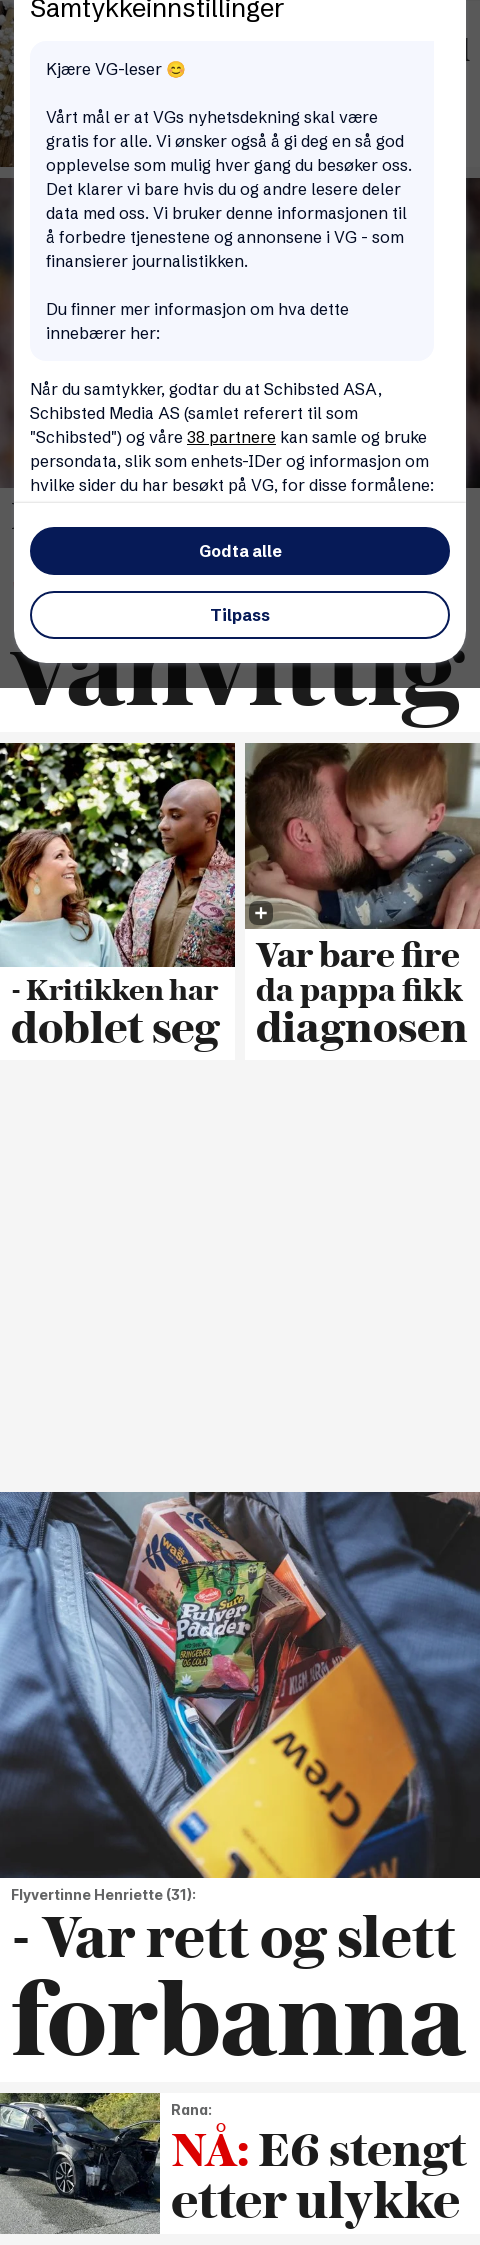 Samtykkeinnstillinger
Kjære VG-leser 😊
Vårt mål er at VGs nyhetsdekning skal være
gratis for alle. Vi ønsker også å gi deg en så god
opplevelse som mulig hver gang du besøker oss.
Det klarer vi bare hvis du og andre lesere deler
data med oss. Vi bruker denne informasjonen til
å forbedre tjenestene og annonsene i VG - som
finansierer journalistikken.
Du finner mer informasjon om hva dette
innebærer her:
Når du samtykker, godtar du at Schibsted ASA,
Schibsted Media AS (samlet referert til som
"Schibsted") og våre 38 partnere kan samle og bruke
persondata, slik som enhets-IDer og informasjon om
hvilke sider du har besøkt på VG, for disse formålene:
Godta alle
Tilpass
vanvittig
- Kritikken har
doblet seg
Var bare fire
da pappa fikk
diagnosen
wasa
Sure
Pulver
Padder
BRINGEBÆR
OG COLA
Crew
CREW
Flyvertinne Henriette (31):
- Var rett og slett
forbanna
Rana:
NÅ: E6 stengt
etter ulykke